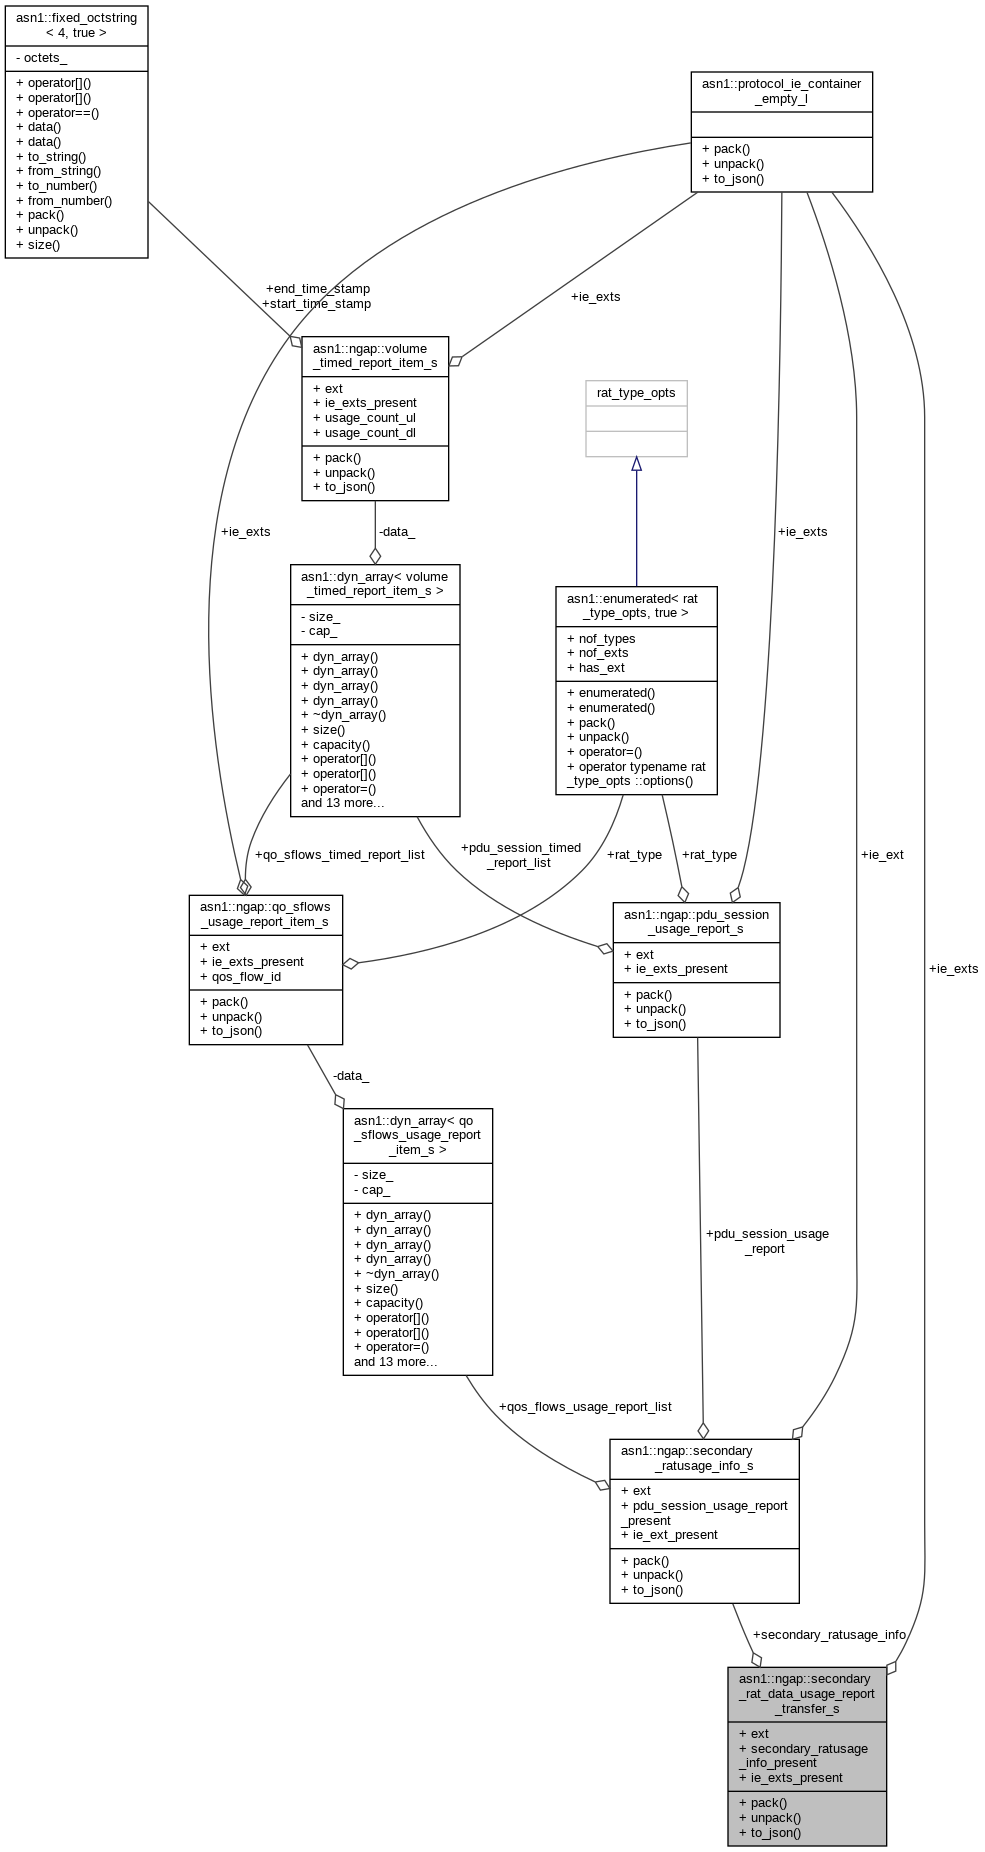 asn1::fixed_octstring
< 4, true >
- octets_
+ operator[]()
+ operator[]()
+ operator==()
+ data()
+ data()
+ to_string()
+ from_string()
+ to_number()
+ from_number()
+ pack()
+ unpack()
+ size()
asn1::protocol_ie_container
_empty_l
+ pack()
+ unpack()
+ to_json()
+end_time_stamp
+start_time_stamp
+ie_exts
asn1::ngap::volume
_timed_report_item_s
+ ext
+ ie_exts_present
+ usage_count_ul
+ usage_count_dl
+ pack()
+ unpack()
+ to_json()
rat_type_opts
+ie_exts
-data_
+ie_exts
asn1::dyn_array< volume
_timed_report_item_s >
- size_
- cap_
+ dyn_array()
+ dyn_array()
+ dyn_array()
+ dyn_array()
+ ~dyn_array()
+ size()
+ capacity()
+ operator[]()
+ operator[]()
+ operator=()
and 13 more...
asn1::enumerated< rat
_type_opts, true >
+ nof_types
+ nof_exts
+ has_ext
+ enumerated()
+ enumerated()
+ pack()
+ unpack()
+ operator=()
+ operator typename rat
_type_opts ::options()
+qo_sflows_timed_report_list
+pdu_session_timed
_report_list
+rat_type
+rat_type
+ie_ext
asn1::ngap::qo_sflows
_usage_report_item_s
+ ext
+ ie_exts_present
+ qos_flow_id
+ pack()
+ unpack()
+ to_json()
asn1::ngap::pdu_session
_usage_report_s
+ ext
+ ie_exts_present
+ pack()
+ unpack()
+ to_json()
+ie_exts
-data_
asn1::dyn_array< qo
_sflows_usage_report
_item_s >
- size_
- cap_
+ dyn_array()
+ dyn_array()
+ dyn_array()
+ dyn_array()
+ ~dyn_array()
+ size()
+ capacity()
+ operator[]()
+ operator[]()
+ operator=()
and 13 more...
+pdu_session_usage
_report
+qos_flows_usage_report_list
asn1::ngap::secondary
_ratusage_info_s
+ ext
+ pdu_session_usage_report
_present
+ ie_ext_present
+ pack()
+ unpack()
+ to_json()
+secondary_ratusage_info
asn1::ngap::secondary
_rat_data_usage_report
_transfer_s
+ ext
+ secondary_ratusage
_info_present
+ ie_exts_present
+ pack()
+ unpack()
+ to_json()